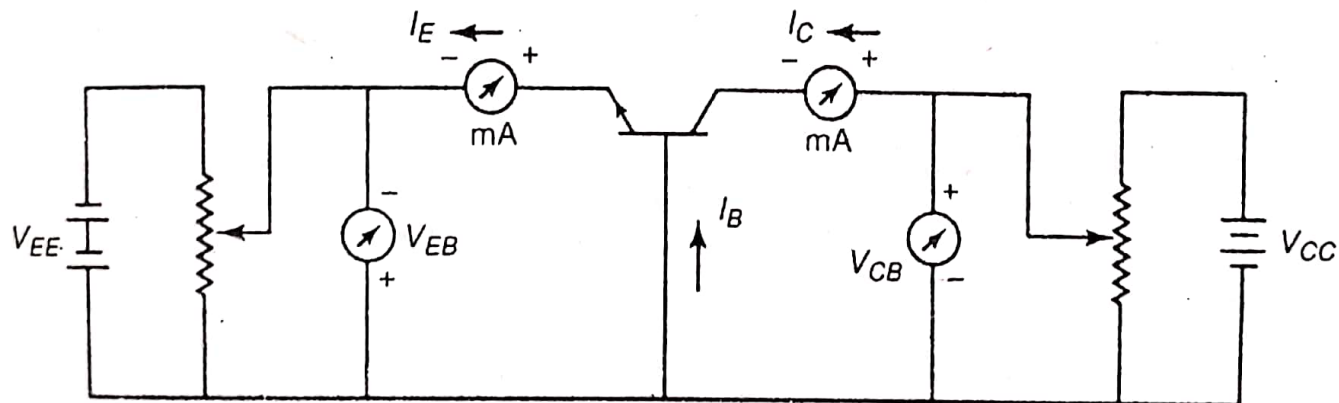 I_E
I_C
− +
− +
mA
mA
−
+
V_EE
V_EB
I_B
V_CB
V_CC
+
−